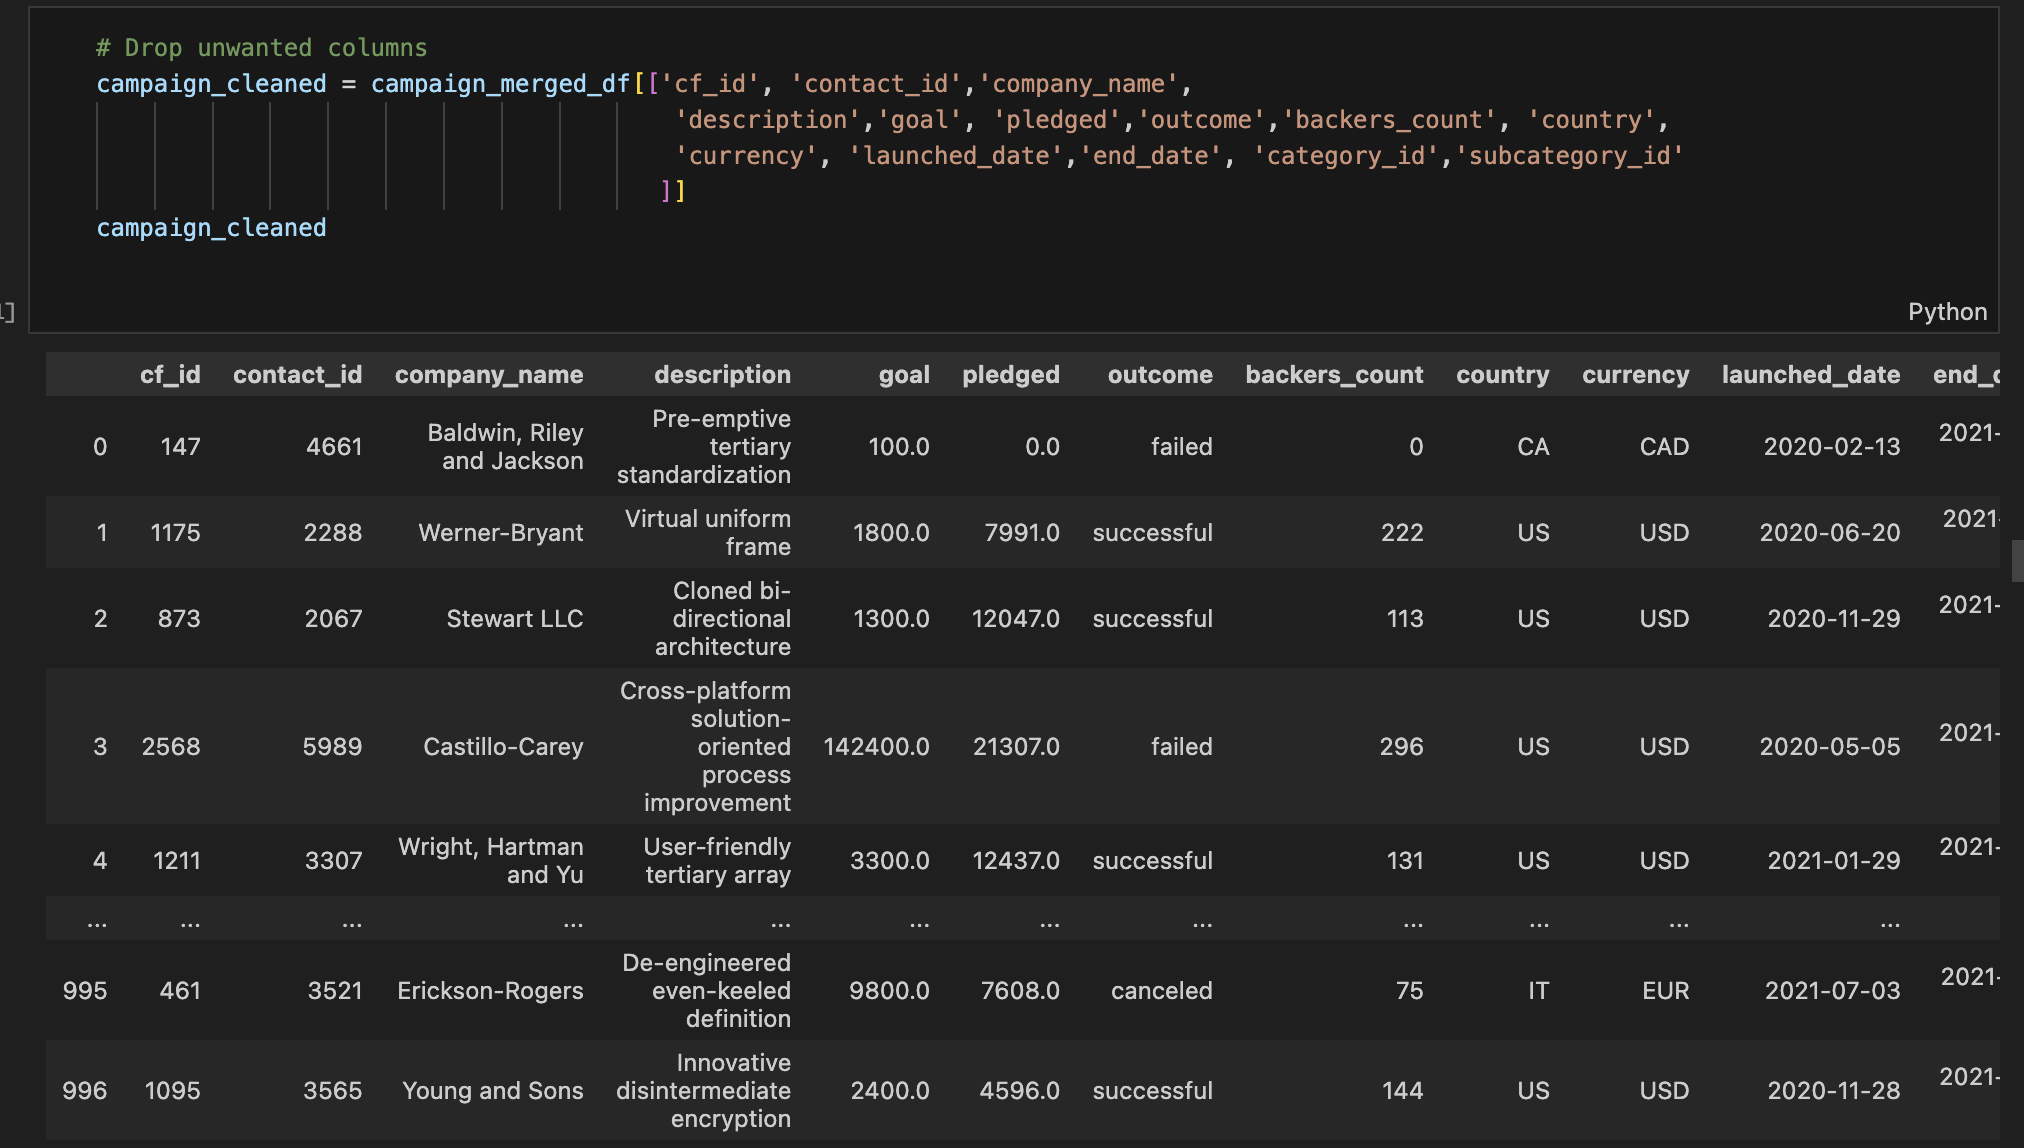 # Drop unwanted columns
campaign_cleaned = campaign_merged_df[['cf_id', 'contact_id','company_name',
'description','goal', 'pledged','outcome','backers_count', 'country',
'currency', 'launched_date','end_date', 'category_id','subcategory_id'
]]
campaign_cleaned
]
Python
cf_id contact_id company_name description goal pledged outcome backers_count country currency launched_date
0 147 4661 Baldwin, Riley and Jackson Pre-emptive tertiary standardization 100.0 0.0 failed 0 CA CAD 2020-02-13 2021-
1 1175 2288 Werner-Bryant Virtual uniform frame 1800.0 7991.0 successful 222 US USD 2020-06-20 2021-
2 873 2067 Stewart LLC Cloned bi-directional architecture 1300.0 12047.0 successful 113 US USD 2020-11-29 2021-
3 2568 5989 Castillo-Carey Cross-platform solution-oriented process improvement 142400.0 21307.0 failed 296 US USD 2020-05-05 2021-
4 1211 3307 Wright, Hartman and Yu User-friendly tertiary array 3300.0 12437.0 successful 131 US USD 2021-01-29 2021-
... ... ... ... ... ... ... ... ... ... ... ...
995 461 3521 Erickson-Rogers De-engineered even-keeled definition 9800.0 7608.0 canceled 75 IT EUR 2021-07-03 2021-
996 1095 3565 Young and Sons Innovative disintermediate encryption 2400.0 4596.0 successful 144 US USD 2020-11-28 2021-